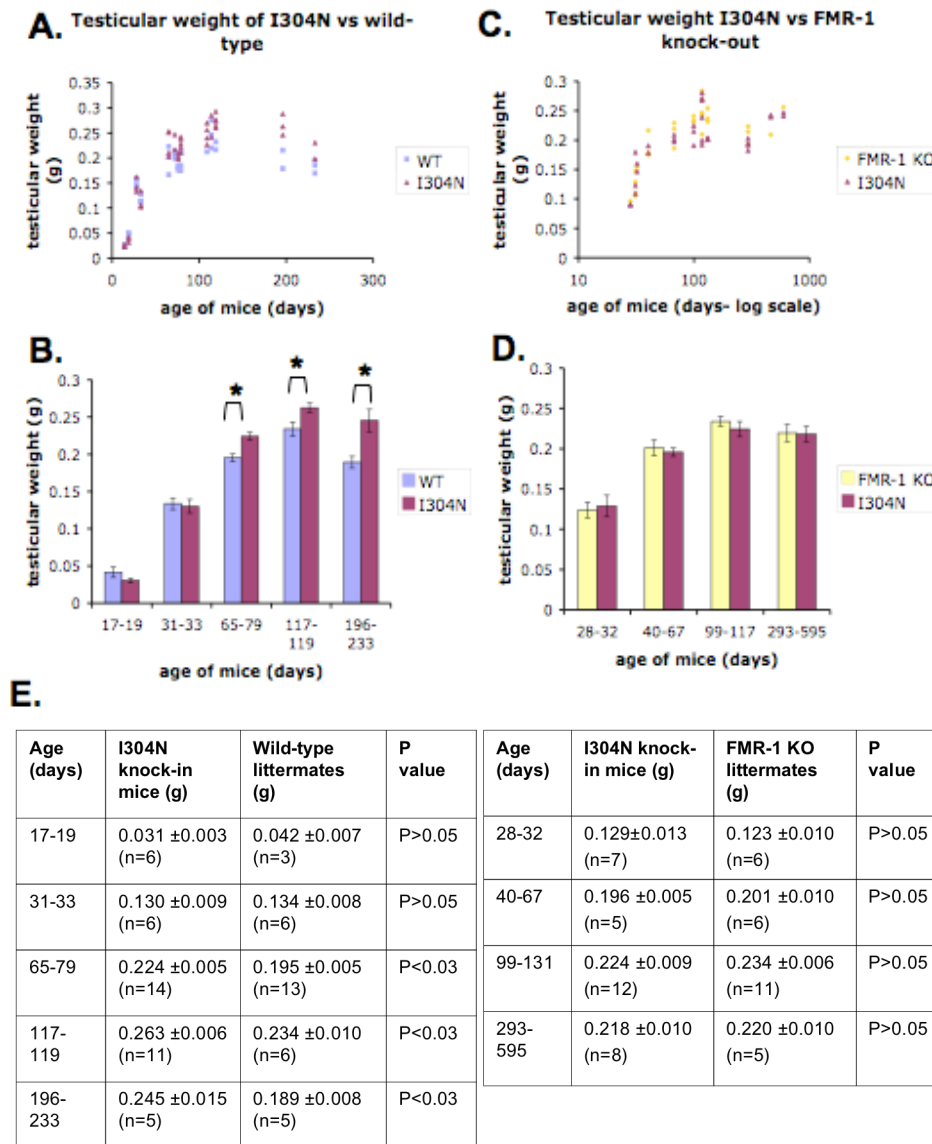 A. Testicular weight of I304N vs wild-
type
testicular weight
(g)
0.35
0.3
0.25
0.2
0.15
0.1
0.05
0
0
100
200
300
age of mice (days)
WT
I304N
C. Testicular weight I304N vs FMR-1
knock-out
testicular weight
(g)
0.3
0.25
0.2
0.15
0.1
0.05
0
10
100
1000
age of mice (days- log scale)
FMR-1 KO
I304N
B.
testicular weight (g)
0.3
0.25
0.2
0.15
0.1
0.05
0
*
*
*
17-19
31-33
65-79
117-
119
196-
233
age of mice (days)
WT
I304N
D.
testicular weight (g)
0.3
0.25
0.2
0.15
0.1
0.05
0
28-32
40-67
99-117
293-595
age of mice (days)
FMR-1 KO
I304N
E.
Age
(days)
I304N
knock-in
mice (g)
Wild-type
littermates
(g)
P
value
17-19
0.031 ±0.003
(n=6)
0.042 ±0.007
(n=3)
P>0.05
31-33
0.130 ±0.009
(n=6)
0.134 ±0.008
(n=6)
P>0.05
65-79
0.224 ±0.005
(n=14)
0.195 ±0.005
(n=13)
P<0.03
117-
119
0.263 ±0.006
(n=11)
0.234 ±0.010
(n=6)
P<0.03
196-
233
0.245 ±0.015
(n=5)
0.189 ±0.008
(n=5)
P<0.03
Age
(days)
I304N knock-
in mice (g)
FMR-1 KO
littermates
(g)
P
value
28-32
0.129±0.013
(n=7)
0.123 ±0.010
(n=6)
P>0.05
40-67
0.196 ±0.005
(n=5)
0.201 ±0.010
(n=6)
P>0.05
99-131
0.224 ±0.009
(n=12)
0.234 ±0.006
(n=11)
P>0.05
293-
595
0.218 ±0.010
(n=8)
0.220 ±0.010
(n=5)
P>0.05